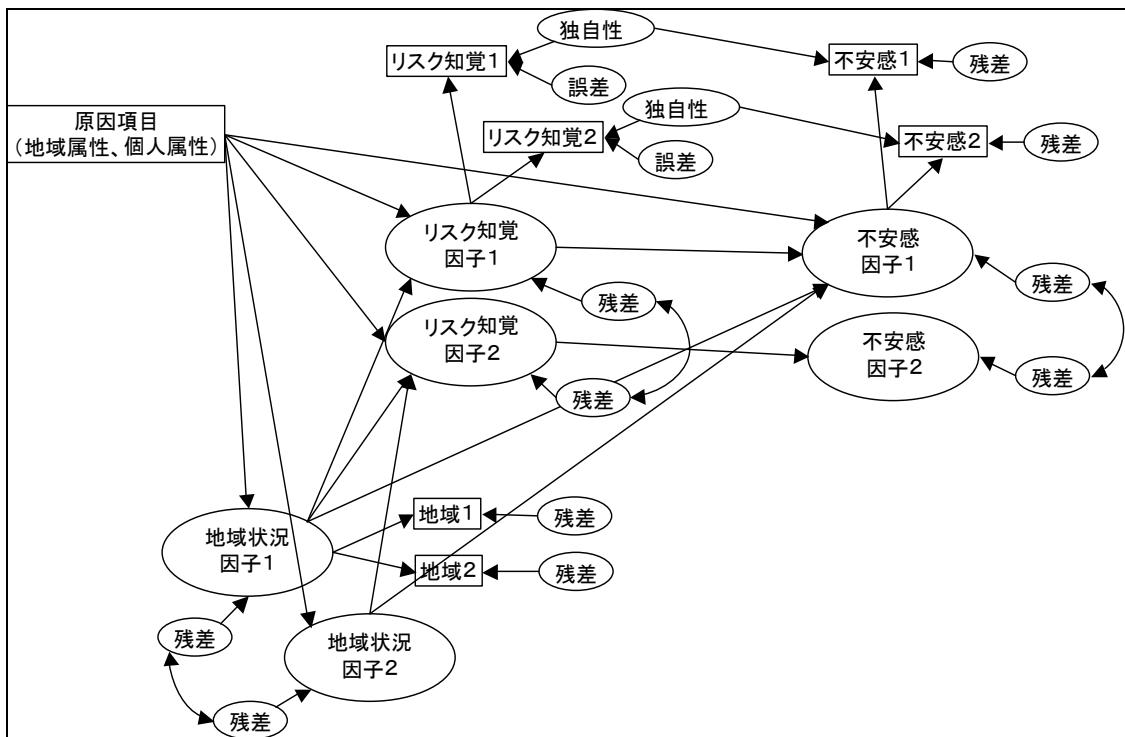 独自性
リスク知覚1
不安感1
残差
誤差
原因項目
（地域属性、個人属性）
独自性
リスク知覚2
不安感2
残差
誤差
リスク知覚
因子1
不安感
因子1
残差
残差
リスク知覚
因子2
不安感
因子2
残差
残差
地域1
残差
地域状況
因子1
地域2
残差
残差
地域状況
因子2
残差